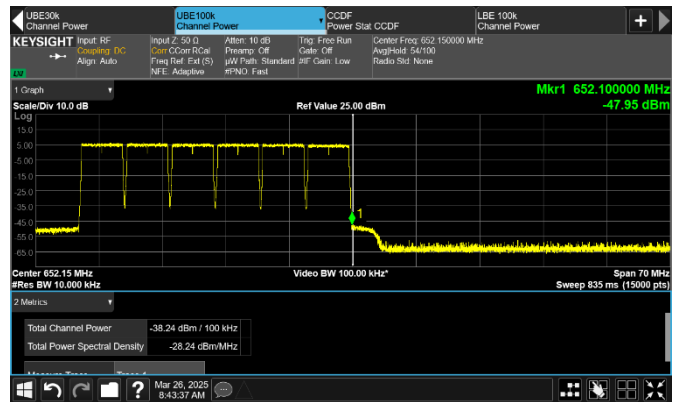 UBE30k
Channel Power
UBE100k
Channel Power
CCDF
Power Stat CCDF
LBE 100k
Channel Power
KEYSIGHT
Input: RF
Coupling: DC
Align: Auto
LXI
Input Z: 50 Ω
Corr CCorr RCal
Freq Ref: Ext (S)
NFE: Adaptive
Atten: 10 dB
Preamp: Off
µW Path: Standard
#PNO: Fast
Trig: Free Run
Gate: Off
#IF Gain: Low
Center Freq: 652.150000 MHz
Avg|Hold: 54/100
Radio Std: None
1 Graph
Mkr1 652.100000 MHz
-47.95 dBm
Scale/Div 10.0 dB
Ref Value 25.00 dBm
Log
15.0
5.00
-5.00
-15.0
-25.0
-35.0
-45.0
-55.0
-65.0
1
Center 652.15 MHz
Video BW 100.00 kHz*
Span 70 MHz
#Res BW 10.000 kHz
Sweep 835 ms (15000 pts)
2 Metrics
Total Channel Power
-38.24 dBm / 100 kHz
Total Power Spectral Density
-28.24 dBm/MHz
Measure Trace
Trace 1
?
Mar 26, 2025
8:43:37 AM